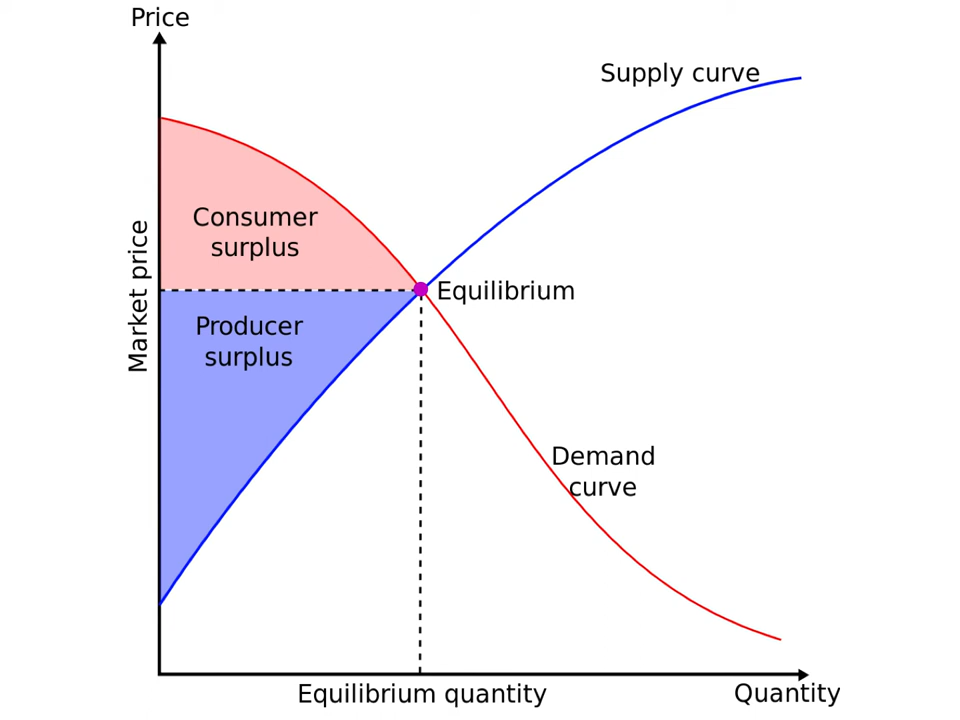 Price
Supply curve
Consumer
surplus
Market price
Equilibrium
Producer
surplus
Demand
curve
Equilibrium quantity
Quantity